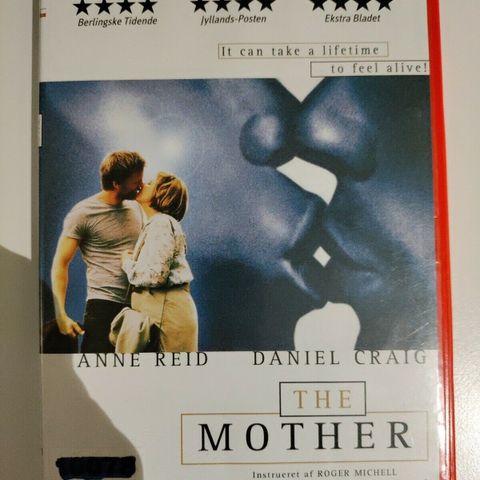 ★★★★ ★★★★ ★★★★
Berlingske Tidende Jyllands-Posten Ekstra Bladet
It can take a lifetime
to feel alive!
ANNE REID DANIEL CRAIG
THE
MOTHER
Instrueret af ROGER MICHELL